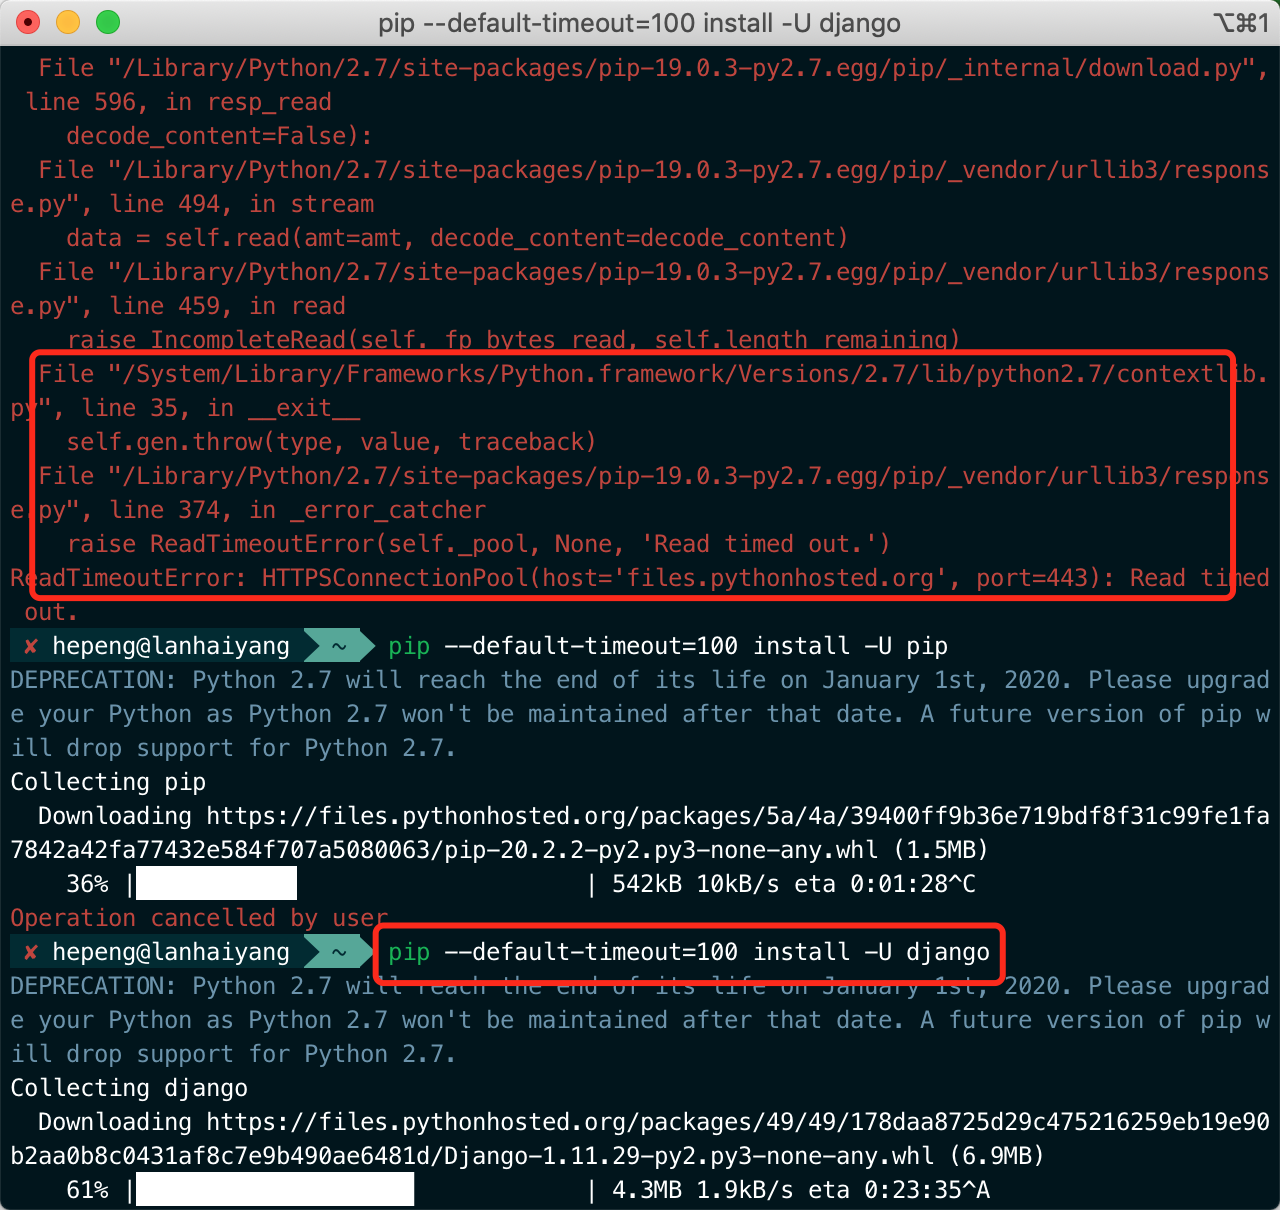 pip --default-timeout=100 install -U django
⌥⌘1
  File "/Library/Python/2.7/site-packages/pip-19.0.3-py2.7.egg/pip/_internal/download.py",
 line 596, in resp_read
    decode_content=False):
  File "/Library/Python/2.7/site-packages/pip-19.0.3-py2.7.egg/pip/_vendor/urllib3/respons
e.py", line 494, in stream
    data = self.read(amt=amt, decode_content=decode_content)
  File "/Library/Python/2.7/site-packages/pip-19.0.3-py2.7.egg/pip/_vendor/urllib3/respons
e.py", line 459, in read
    raise IncompleteRead(self._fp_bytes_read, self.length_remaining)
  File "/System/Library/Frameworks/Python.framework/Versions/2.7/lib/python2.7/contextlib.
py", line 35, in __exit__
    self.gen.throw(type, value, traceback)
  File "/Library/Python/2.7/site-packages/pip-19.0.3-py2.7.egg/pip/_vendor/urllib3/respons
e.py", line 374, in _error_catcher
    raise ReadTimeoutError(self._pool, None, 'Read timed out.')
ReadTimeoutError: HTTPSConnectionPool(host='files.pythonhosted.org', port=443): Read timed
 out.
✘ hepeng@lanhaiyang ~ pip --default-timeout=100 install -U pip
DEPRECATION: Python 2.7 will reach the end of its life on January 1st, 2020. Please upgrad
e your Python as Python 2.7 won't be maintained after that date. A future version of pip w
ill drop support for Python 2.7.
Collecting pip
  Downloading https://files.pythonhosted.org/packages/5a/4a/39400ff9b36e719bdf8f31c99fe1fa
7842a42fa77432e584f707a5080063/pip-20.2.2-py2.py3-none-any.whl (1.5MB)
    36% | | 542kB 10kB/s eta 0:01:28^C
Operation cancelled by user
✘ hepeng@lanhaiyang ~ pip --default-timeout=100 install -U django
DEPRECATION: Python 2.7 will reach the end of its life on January 1st, 2020. Please upgrad
e your Python as Python 2.7 won't be maintained after that date. A future version of pip w
ill drop support for Python 2.7.
Collecting django
  Downloading https://files.pythonhosted.org/packages/49/49/178daa8725d29c475216259eb19e90
b2aa0b8c0431af8c7e9b490ae6481d/Django-1.11.29-py2.py3-none-any.whl (6.9MB)
    61% | | 4.3MB 1.9kB/s eta 0:23:35^A